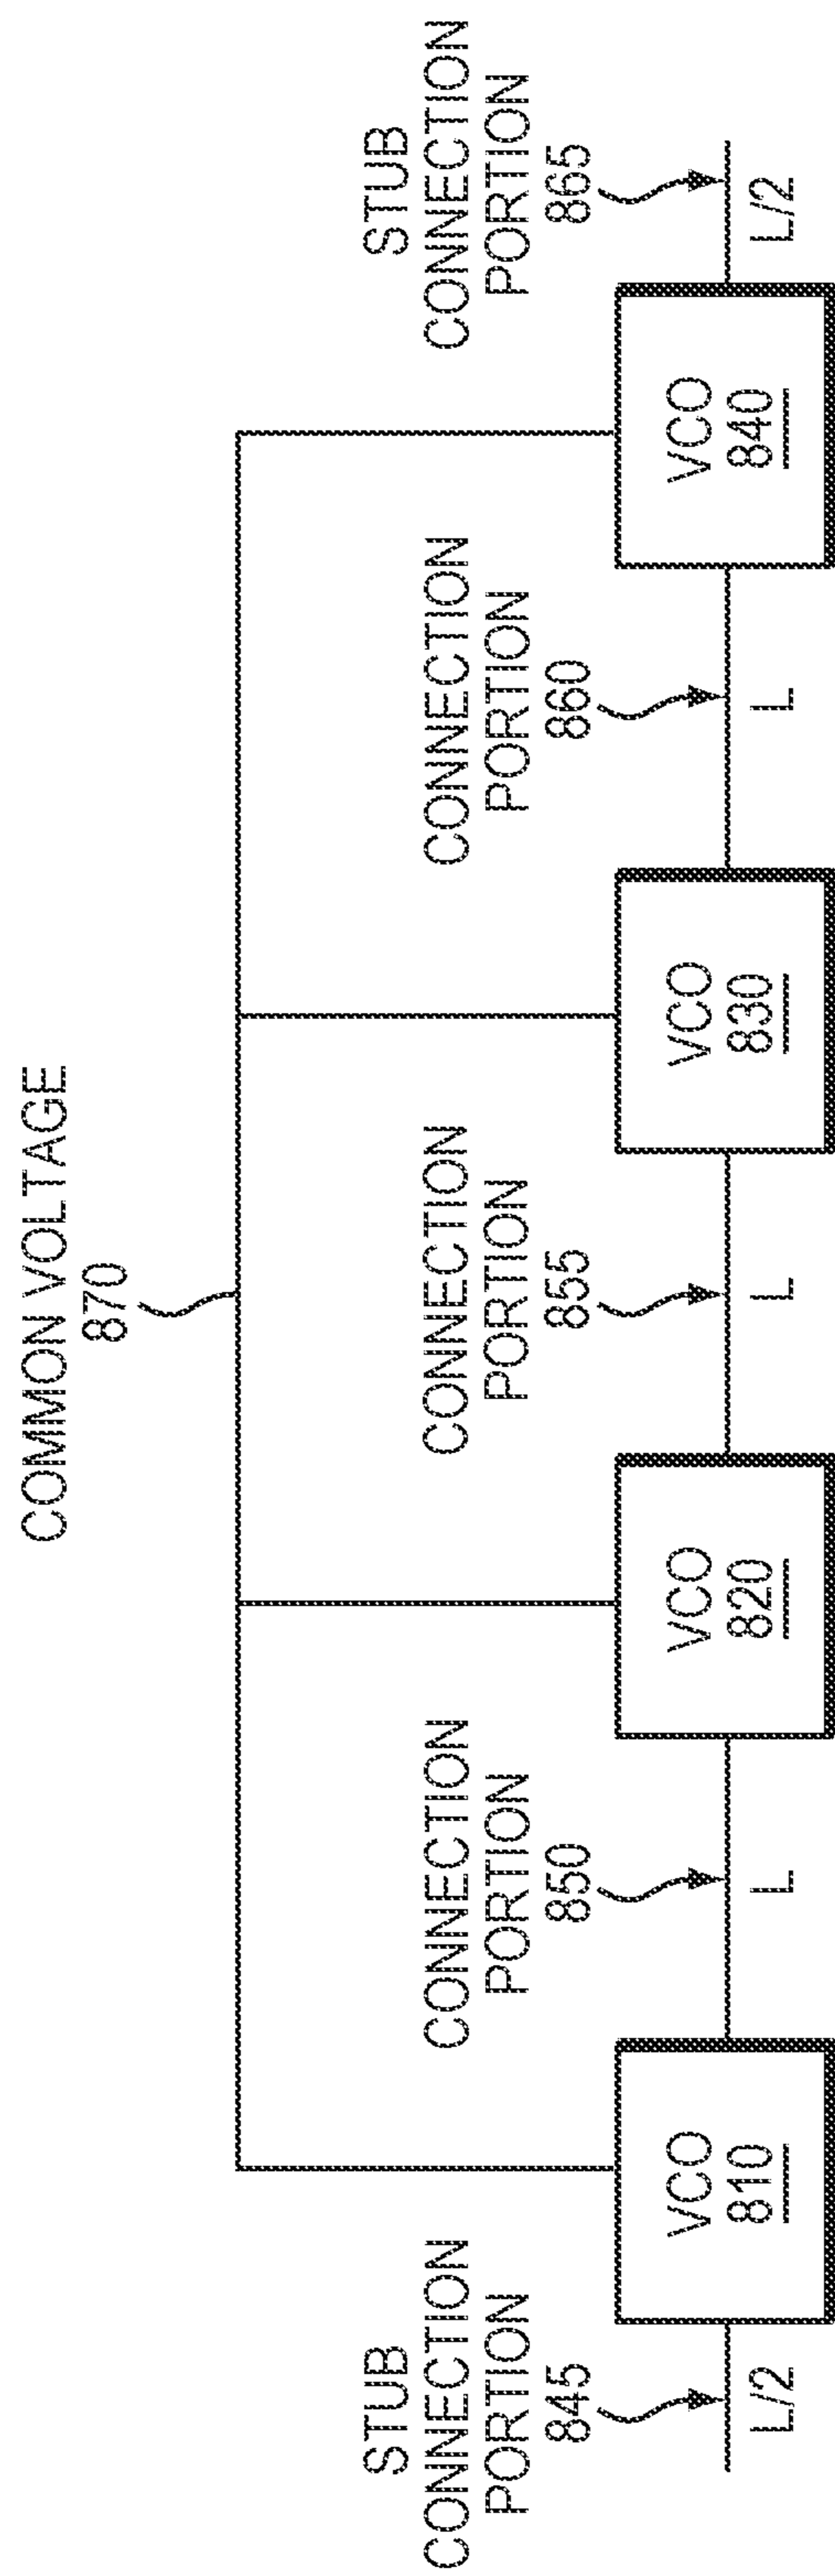 COMMON VOLTAGE
870
STUB
CONNECTION
PORTION
845
CONNECTION
PORTION
850
CONNECTION
PORTION
855
CONNECTION
PORTION
860
STUB
CONNECTION
PORTION
865
VCO
810
VCO
820
VCO
830
VCO
840
L/2
L
L
L
L/2